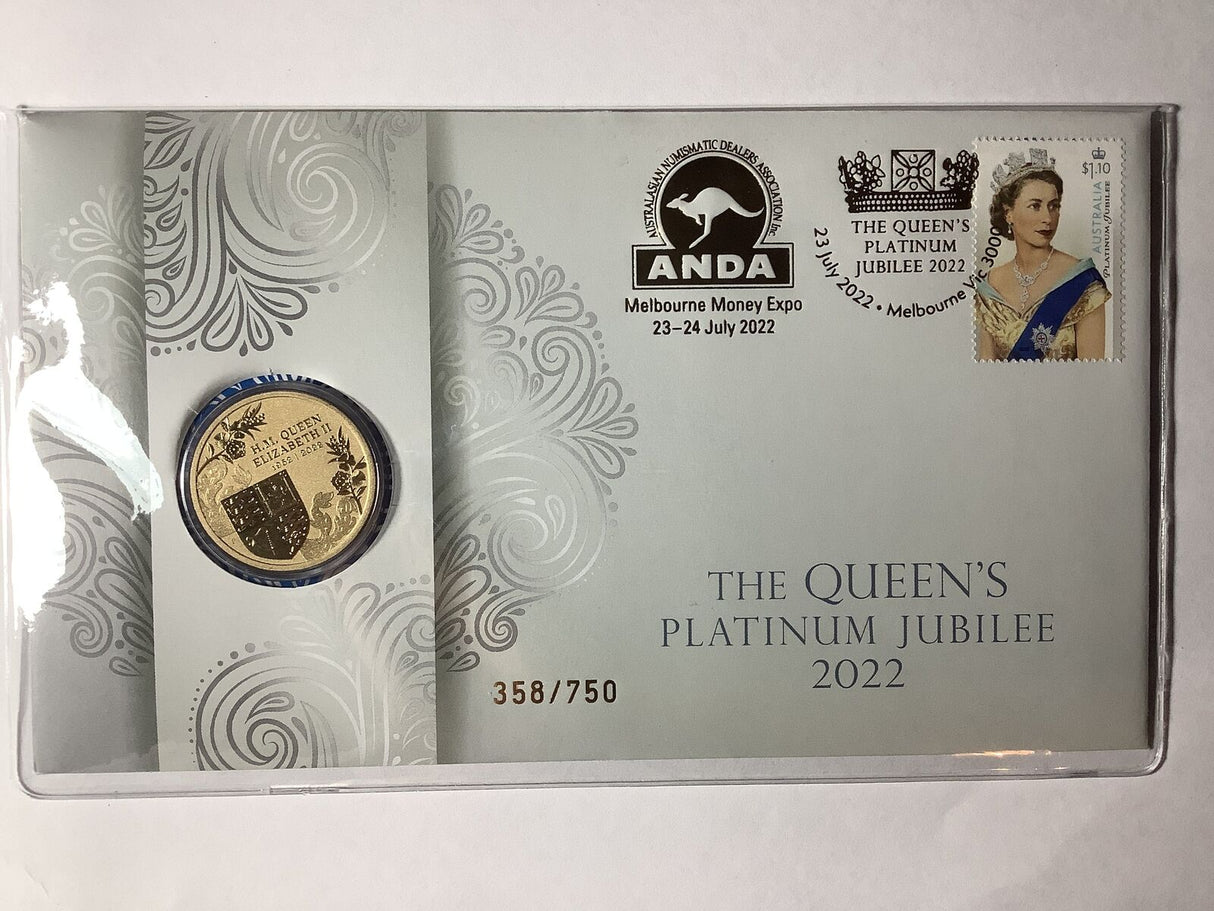 AUSTRALASIAN NUMISMATIC DEALERS ASSOCIATION Inc
ANDA
Melbourne Money Expo
23–24 July 2022
THE QUEEN'S
PLATINUM
JUBILEE 2022
23 July 2022 • Melbourne Vic 3000
$1.10
AUSTRALIA
PLATINUM JUBILEE
H.M. QUEEN
ELIZABETH II
1952 | 2022
THE QUEEN'S
PLATINUM JUBILEE
2022
358/750